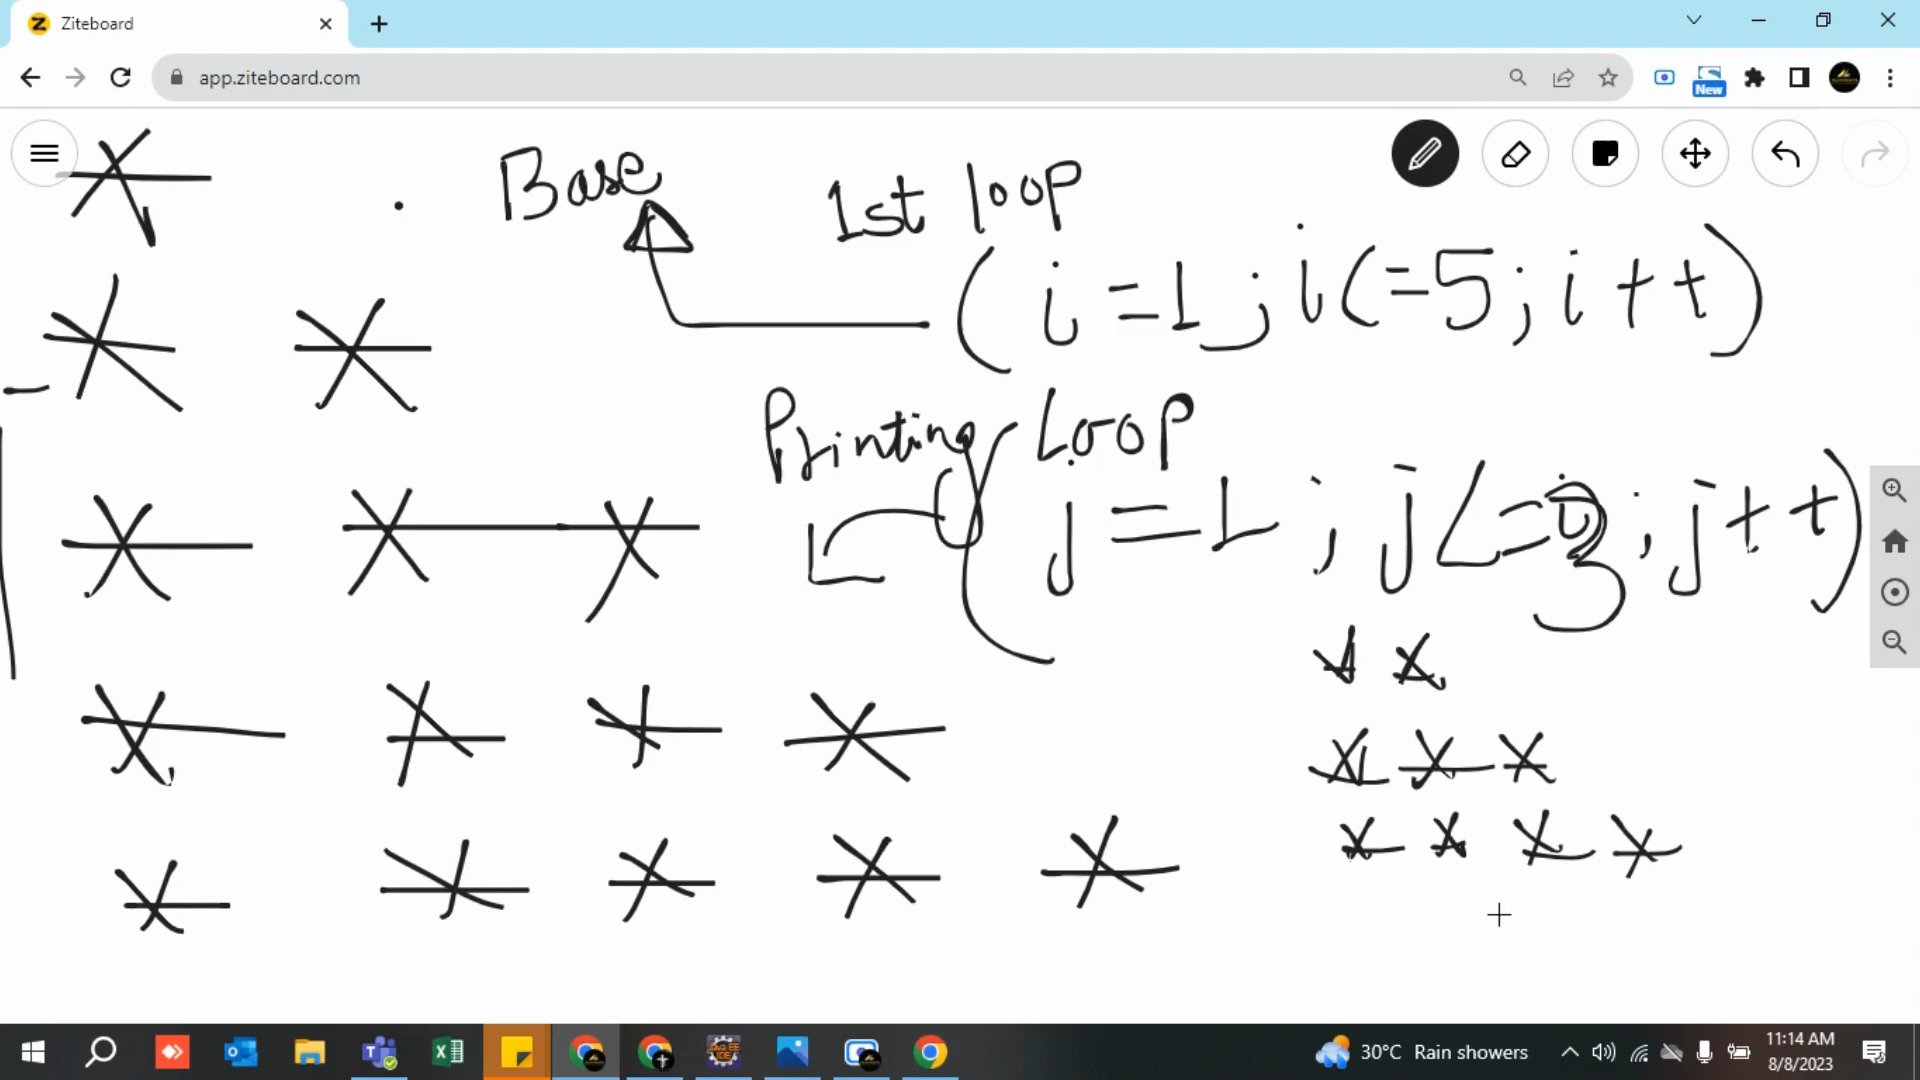 Ziteboard
app.ziteboard.com
New
Base
1st loop
( i = 1 ; i (= 5 ; i + + )
Printing Loop
( j = 1 ; j <= ; j + + )
30°C Rain showers
11:14 AM
8/8/2023